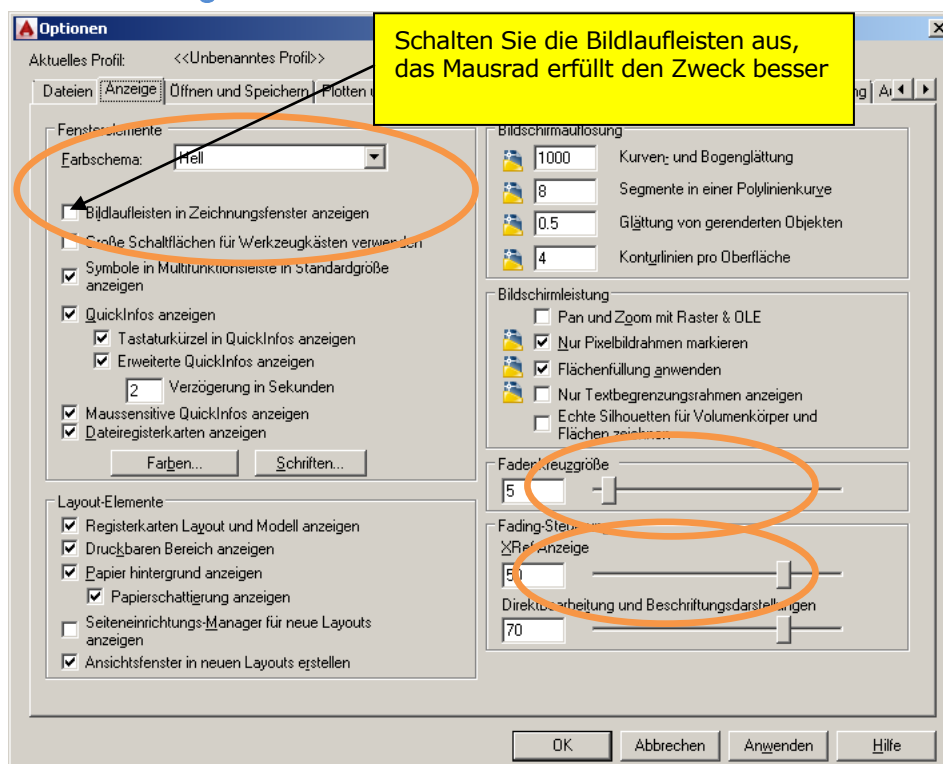 Optionen
Schalten Sie die Bildlaufleisten aus,
das Mausrad erfüllt den Zweck besser
Aktuelles Profil: <<Unbenanntes Profil>>
Dateien Anzeige Öffnen und Speichern Plotten
Fensterelemente
Farbschema: Hell
Bildlaufleisten in Zeichnungsfenster anzeigen
Große Schaltflächen für Werkzeugkästen verwenden
Symbole in Multifunktionsleiste in Standardgröße
anzeigen
QuickInfos anzeigen
Tastaturkürzel in QuickInfos anzeigen
Erweiterte QuickInfos anzeigen
2 Verzögerung in Sekunden
Maussensitive QuickInfos anzeigen
Dateiregisterkarten anzeigen
Farben... Schriften...
Layout-Elemente
Registerkarten Layout und Modell anzeigen
Druckbaren Bereich anzeigen
Papier hintergrund anzeigen
Papierschattierung anzeigen
Seiteneinrichtungs-Manager für neue Layouts
anzeigen
Ansichtsfenster in neuen Layouts erstellen
Bildschirmauflösung
1000 Kurven- und Bogenglättung
8 Segmente in einer Polylinienkurve
0.5 Glättung von gerenderten Objekten
4 Konturlinien pro Oberfläche
Bildschirmleistung
Pan und Zoom mit Raster & OLE
Nur Pixelbildrahmen markieren
Flächenfüllung anwenden
Nur Textbegrenzungsrahmen anzeigen
Echte Silhouetten für Volumenkörper und
Flächen zeichnen
Fadenkreuzgröße
5
Fading-Steuerung
XRef-Anzeige
50
Direktbearbeitung und Beschriftungsdarstellungen
70
OK Abbrechen Anwenden Hilfe